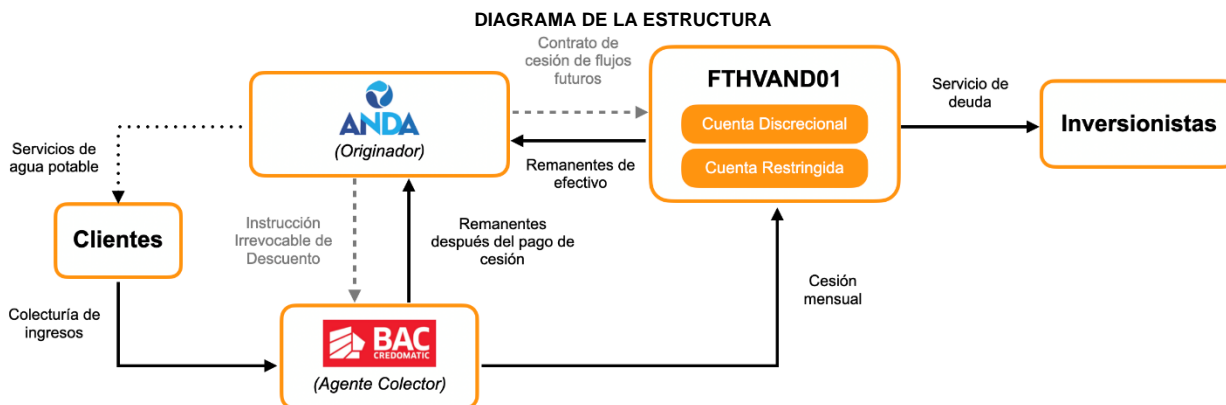 DIAGRAMA DE LA ESTRUCTURA
Contrato de
cesión de flujos
futuros
ANDA
(Originador)
FTHVAND01
Cuenta Discrecional
Cuenta Restringida
Servicio de
deuda
Inversionistas
Servicios de
agua potable
Remanentes de
efectivo
Clientes
Instrucción
Irrevocable de
Descuento
Remanentes
después del pago de
cesión
Cesión
mensual
Colecturía de
ingresos
BAC
CREDOMATIC
(Agente Colector)